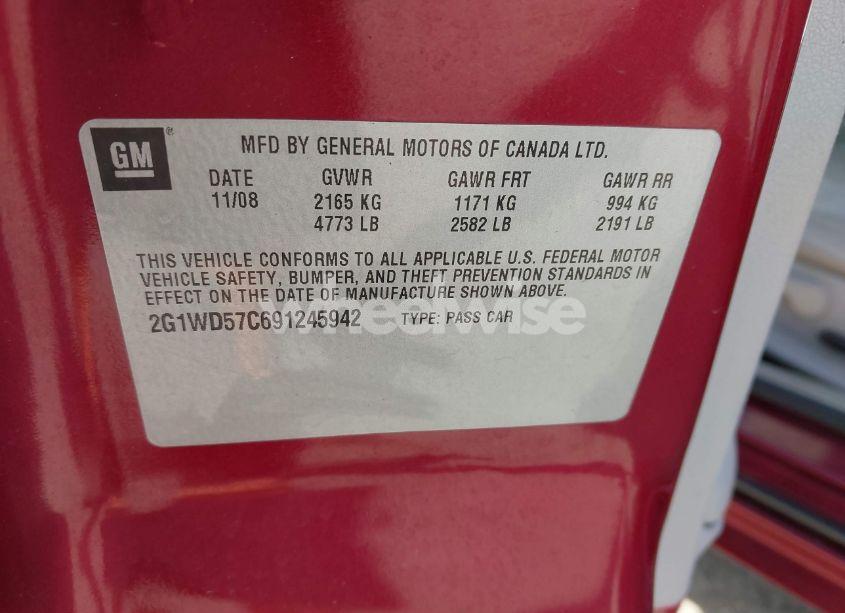 GM ® MFD BY GENERAL MOTORS OF CANADA LTD.
DATE GVWR GAWR FRT GAWR RR
11/08 2165 KG 1171 KG 994 KG
4773 LB 2582 LB 2191 LB
THIS VEHICLE CONFORMS TO ALL APPLICABLE U.S. FEDERAL MOTOR
VEHICLE SAFETY, BUMPER, AND THEFT PREVENTION STANDARDS IN
EFFECT ON THE DATE OF MANUFACTURE SHOWN ABOVE.
wheelwise
2G1WD57C691245942 TYPE: PASS CAR